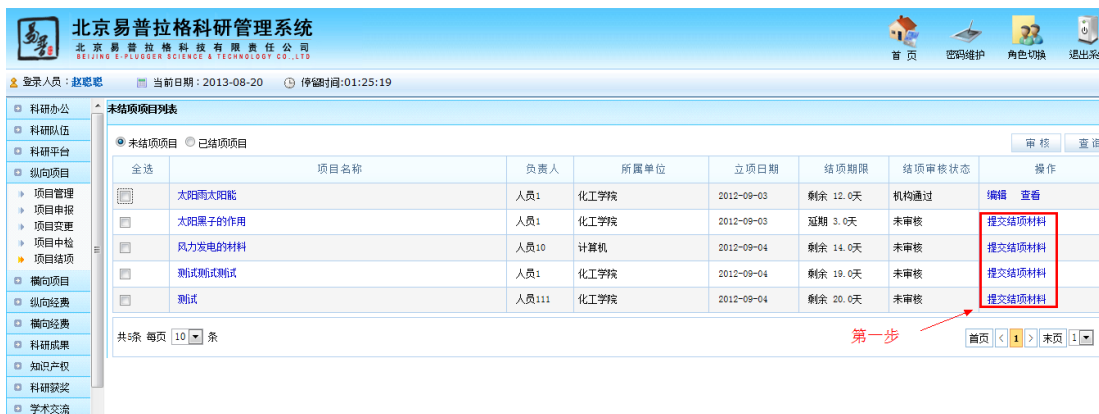 北京易普拉格科研管理系统
北京易普拉格科技有限责任公司
BEIJING E-PLUGGER SCIENCE & TECHNOLOGY CO.,LTD
首页 密码维护 角色切换 退出系
登录人员：赵聪聪 当前日期：2013-08-20 停留时间:01:25:19
科研办公
科研队伍
科研平台
纵向项目
项目管理
项目申报
项目变更
项目中检
项目结项
横向项目
纵向经费
横向经费
科研成果
知识产权
科研获奖
学术交流
未结项项目列表
未结项项目 已结项项目 审核 查询
全选 项目名称 负责人 所属单位 立项日期 结项期限 结项审核状态 操作
太阳雨太阳能 人员1 化工学院 2012-09-03 剩余 12.0天 机构通过 编辑 查看
太阳黑子的作用 人员1 化工学院 2012-09-03 延期 3.0天 未审核 提交结项材料
风力发电的材料 人员10 计算机 2012-09-04 剩余 14.0天 未审核 提交结项材料
测试测试测试 人员1 化工学院 2012-09-04 剩余 19.0天 未审核 提交结项材料
测试 人员111 化工学院 2012-09-04 剩余 20.0天 未审核 提交结项材料
共5条 每页 10 条 首页 < 1 > 末页 1
第一步